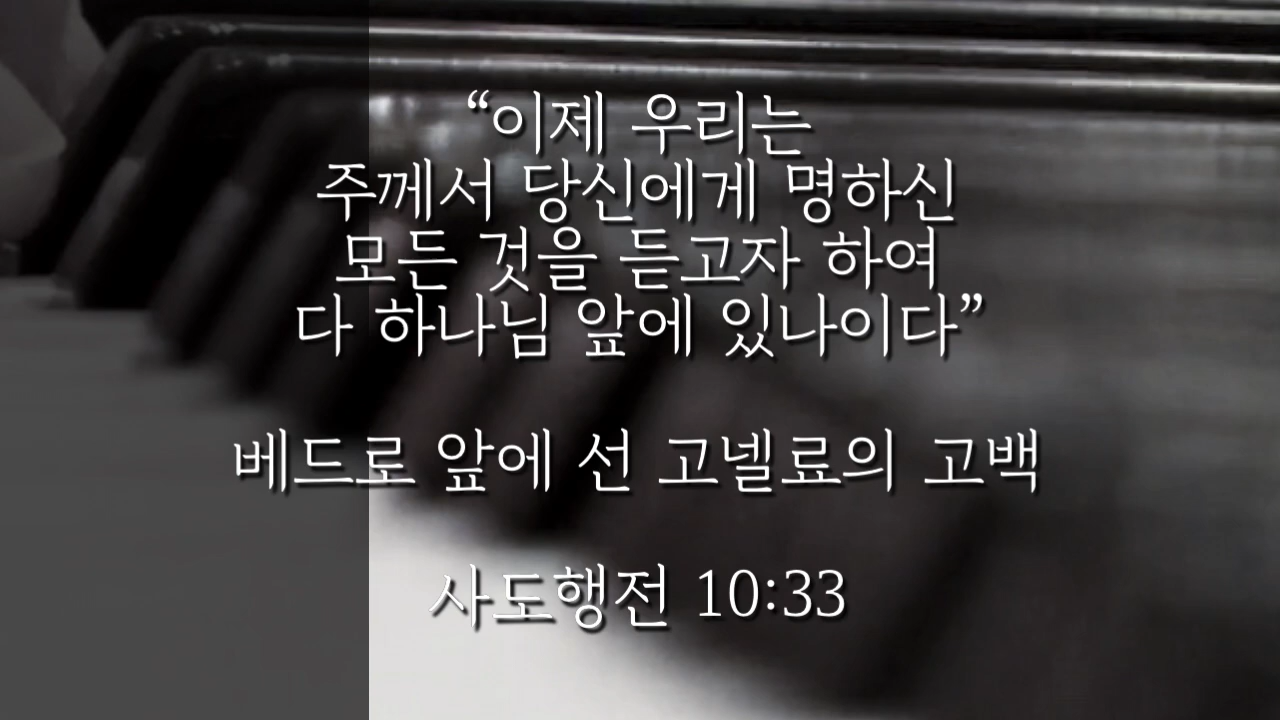 “이제 우리는
주께서 당신에게 명하신
모든 것을 듣고자 하여
다 하나님 앞에 있나이다”
베드로 앞에 선 고넬료의 고백
사도행전 10:33